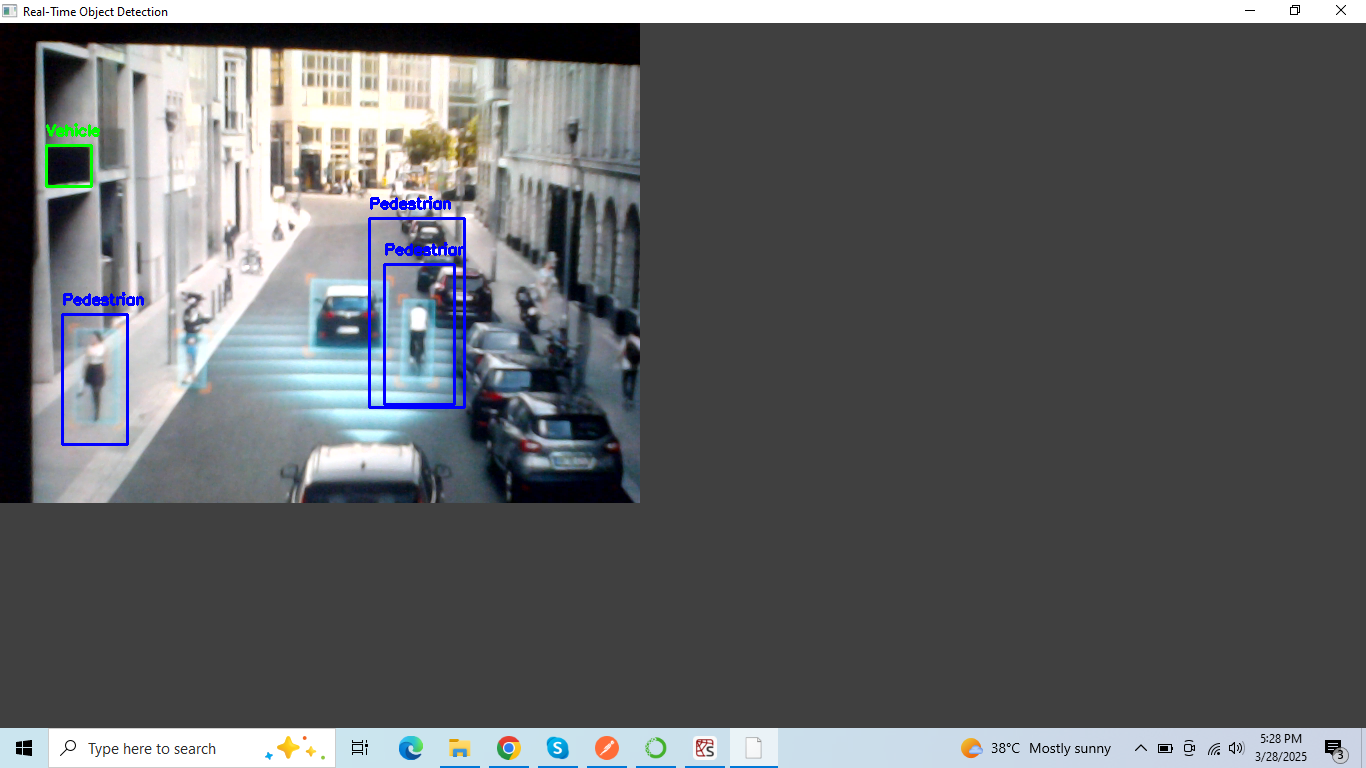 Real-Time Object Detection
Vehicle
Pedestrian
Pedestrian
Pedestrian
Type here to search
38°C Mostly sunny
5:28 PM
3/28/2025
3